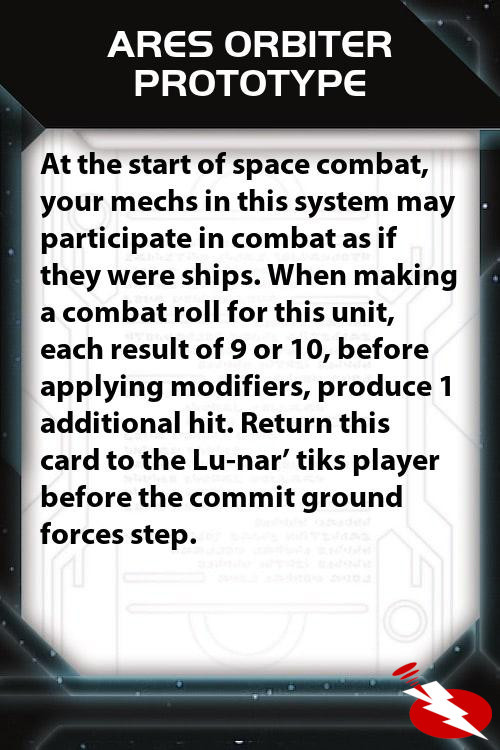 ARES ORBITER
PROTOTYPE
At the start of space combat,
your mechs in this system may
participate in combat as if
they were ships. When making
a combat roll for this unit,
each result of 9 or 10, before
applying modifiers, produce 1
additional hit. Return this
card to the Lu-nar’ tiks player
before the commit ground
forces step.